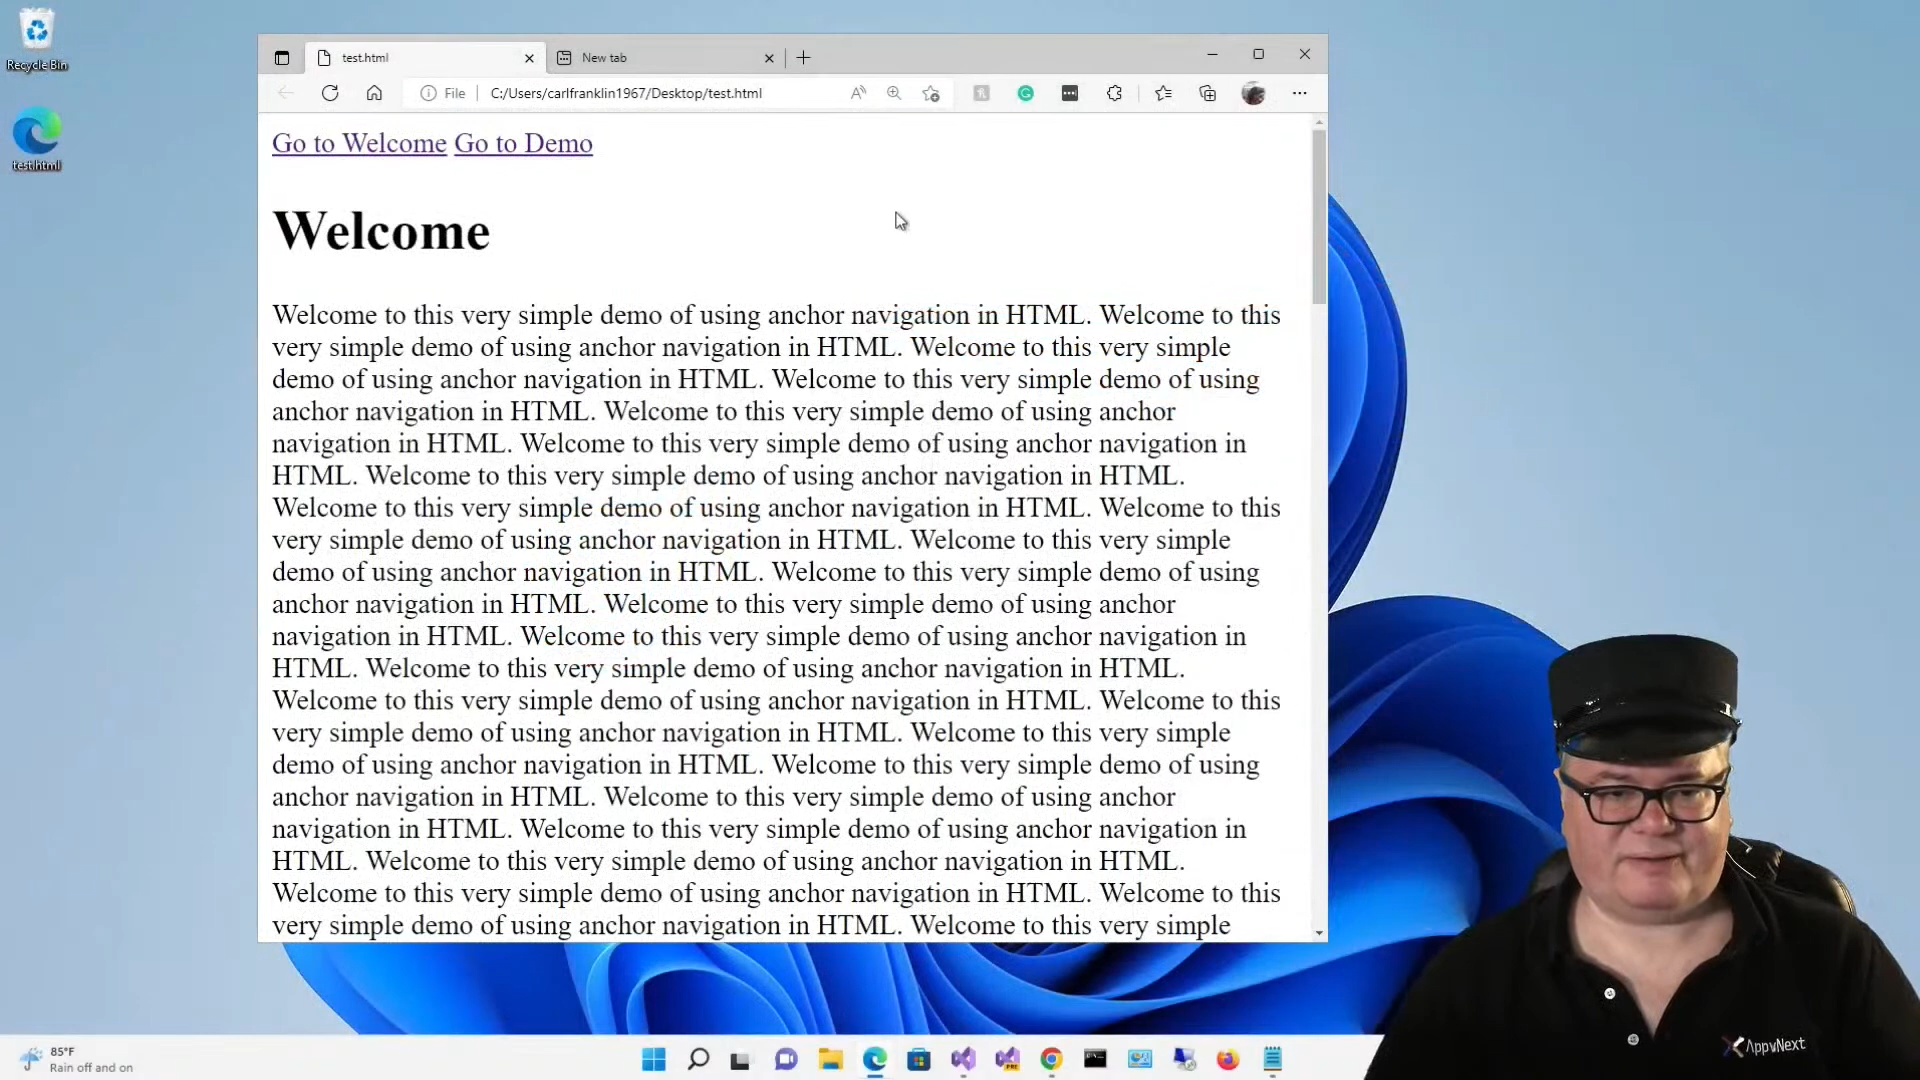 Recycle Bin
test.html
test.html
New tab
File
C:/Users/carlfranklin1967/Desktop/test.html
Go to Welcome Go to Demo
Welcome
Welcome to this very simple demo of using anchor navigation in HTML. Welcome to this
very simple demo of using anchor navigation in HTML. Welcome to this very simple
demo of using anchor navigation in HTML. Welcome to this very simple demo of using
anchor navigation in HTML. Welcome to this very simple demo of using anchor
navigation in HTML. Welcome to this very simple demo of using anchor navigation in
HTML. Welcome to this very simple demo of using anchor navigation in HTML.
Welcome to this very simple demo of using anchor navigation in HTML. Welcome to this
very simple demo of using anchor navigation in HTML. Welcome to this very simple
demo of using anchor navigation in HTML. Welcome to this very simple demo of using
anchor navigation in HTML. Welcome to this very simple demo of using anchor
navigation in HTML. Welcome to this very simple demo of using anchor navigation in
HTML. Welcome to this very simple demo of using anchor navigation in HTML.
Welcome to this very simple demo of using anchor navigation in HTML. Welcome to this
very simple demo of using anchor navigation in HTML. Welcome to this very simple
demo of using anchor navigation in HTML. Welcome to this very simple demo of using
anchor navigation in HTML. Welcome to this very simple demo of using anchor
navigation in HTML. Welcome to this very simple demo of using anchor navigation in
HTML. Welcome to this very simple demo of using anchor navigation in HTML.
Welcome to this very simple demo of using anchor navigation in HTML. Welcome to this
very simple demo of using anchor navigation in HTML. Welcome to this very simple
AppvNext
85°F
Rain off and on